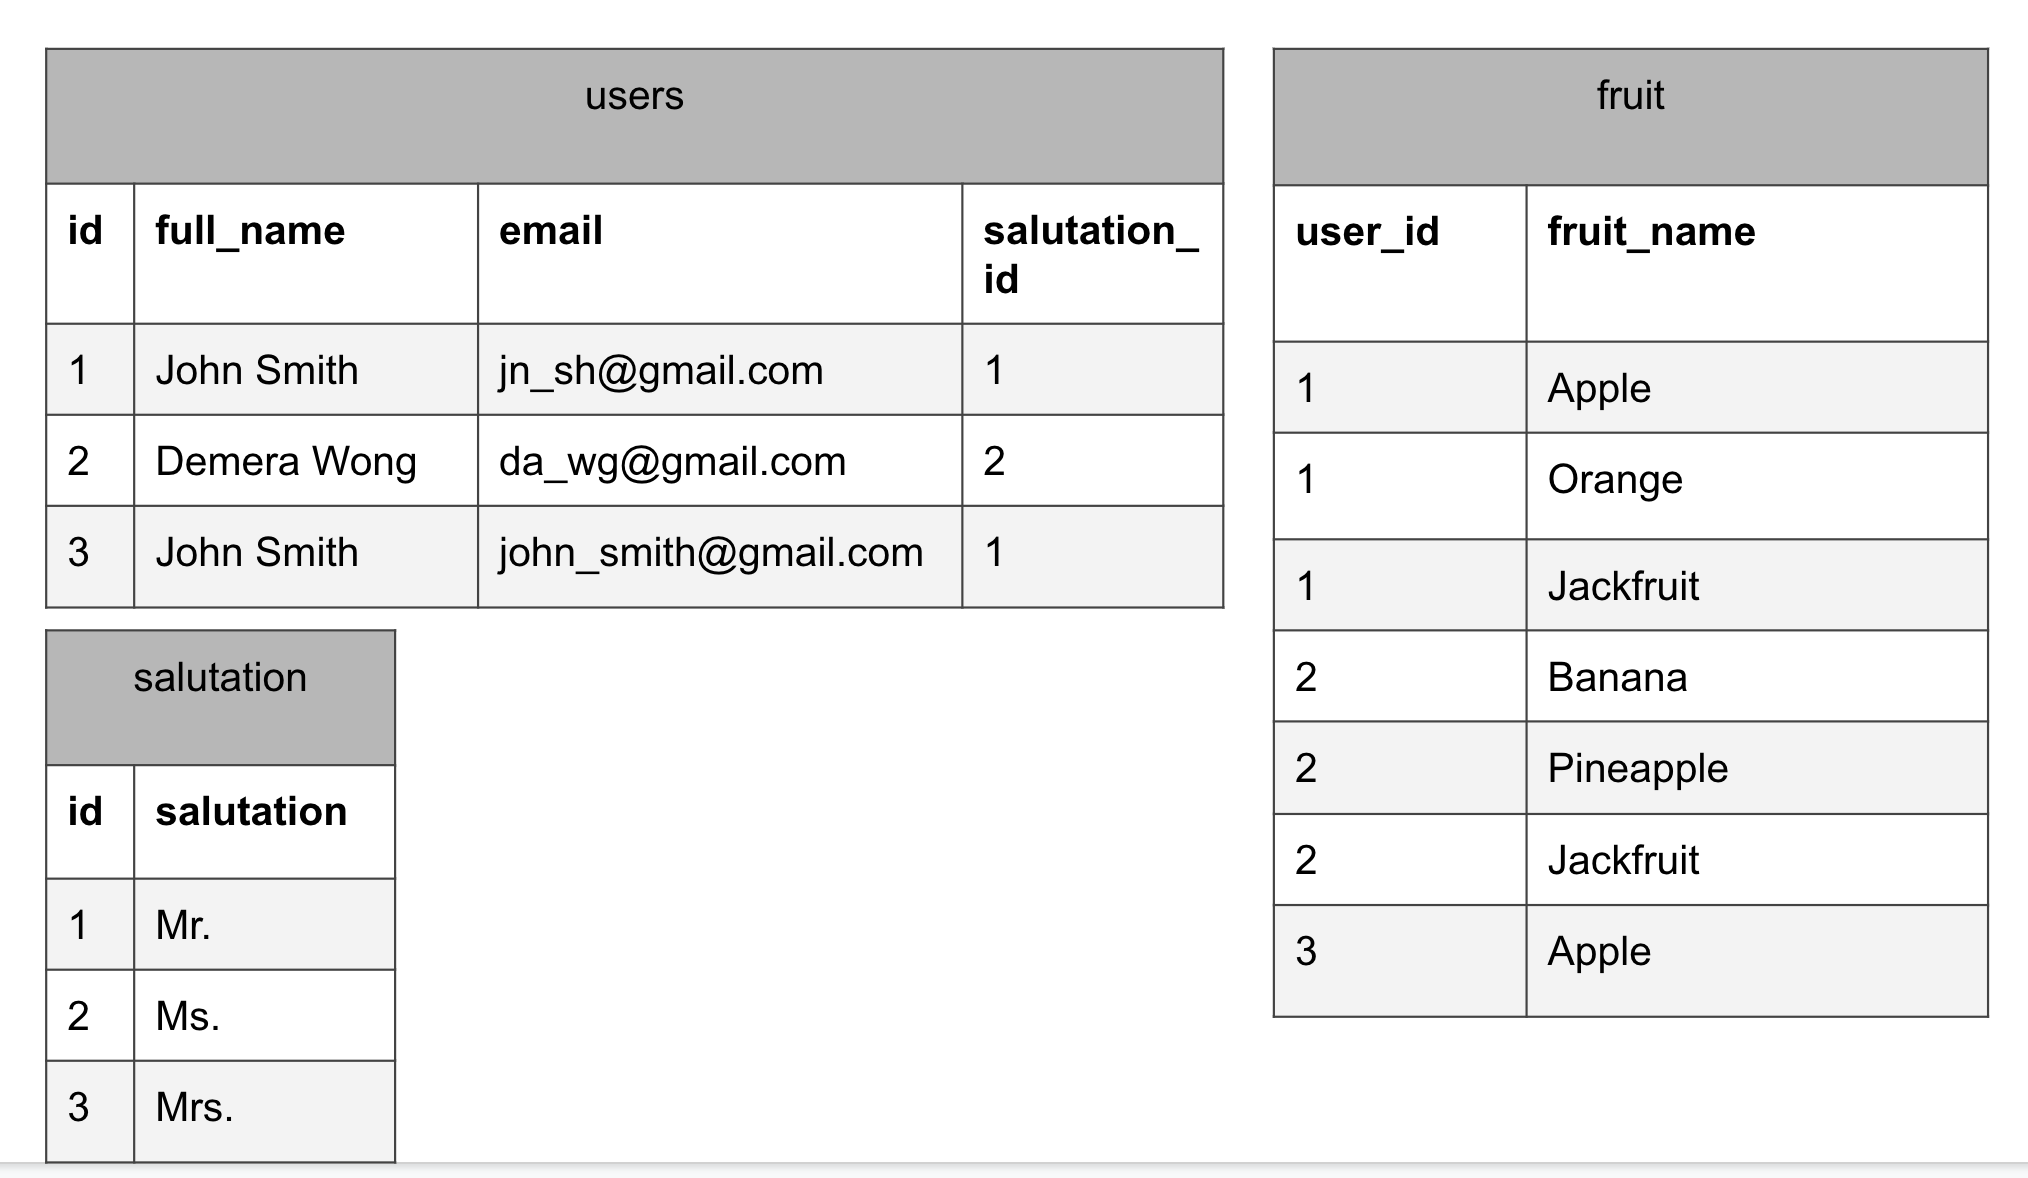 users
id full_name email salutation_
id
1 John Smith jn_sh@gmail.com 1
2 Demera Wong da_wg@gmail.com 2
3 John Smith john_smith@gmail.com 1
salutation
id salutation
1 Mr.
2 Ms.
3 Mrs.
fruit
user_id fruit_name
1 Apple
1 Orange
1 Jackfruit
2 Banana
2 Pineapple
2 Jackfruit
3 Apple